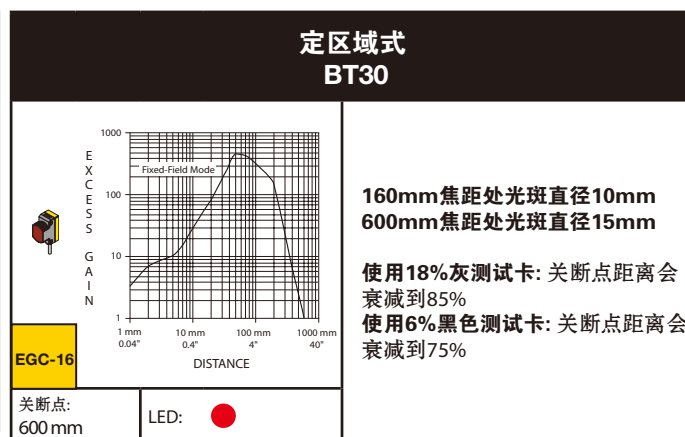 定区域式
BT30
EXCESS GAIN
1000
100
10
1
Fixed-Field Mode
1 mm 10 mm 100 mm 1000 mm
0.04" 0.4" 4" 40"
DISTANCE
EGC-16
160mm焦距处光斑直径10mm
600mm焦距处光斑直径15mm
使用18%灰测试卡: 关断点距离会
衰减到85%
使用6%黑色测试卡: 关断点距离会
衰减到75%
关断点:
600 mm
LED: